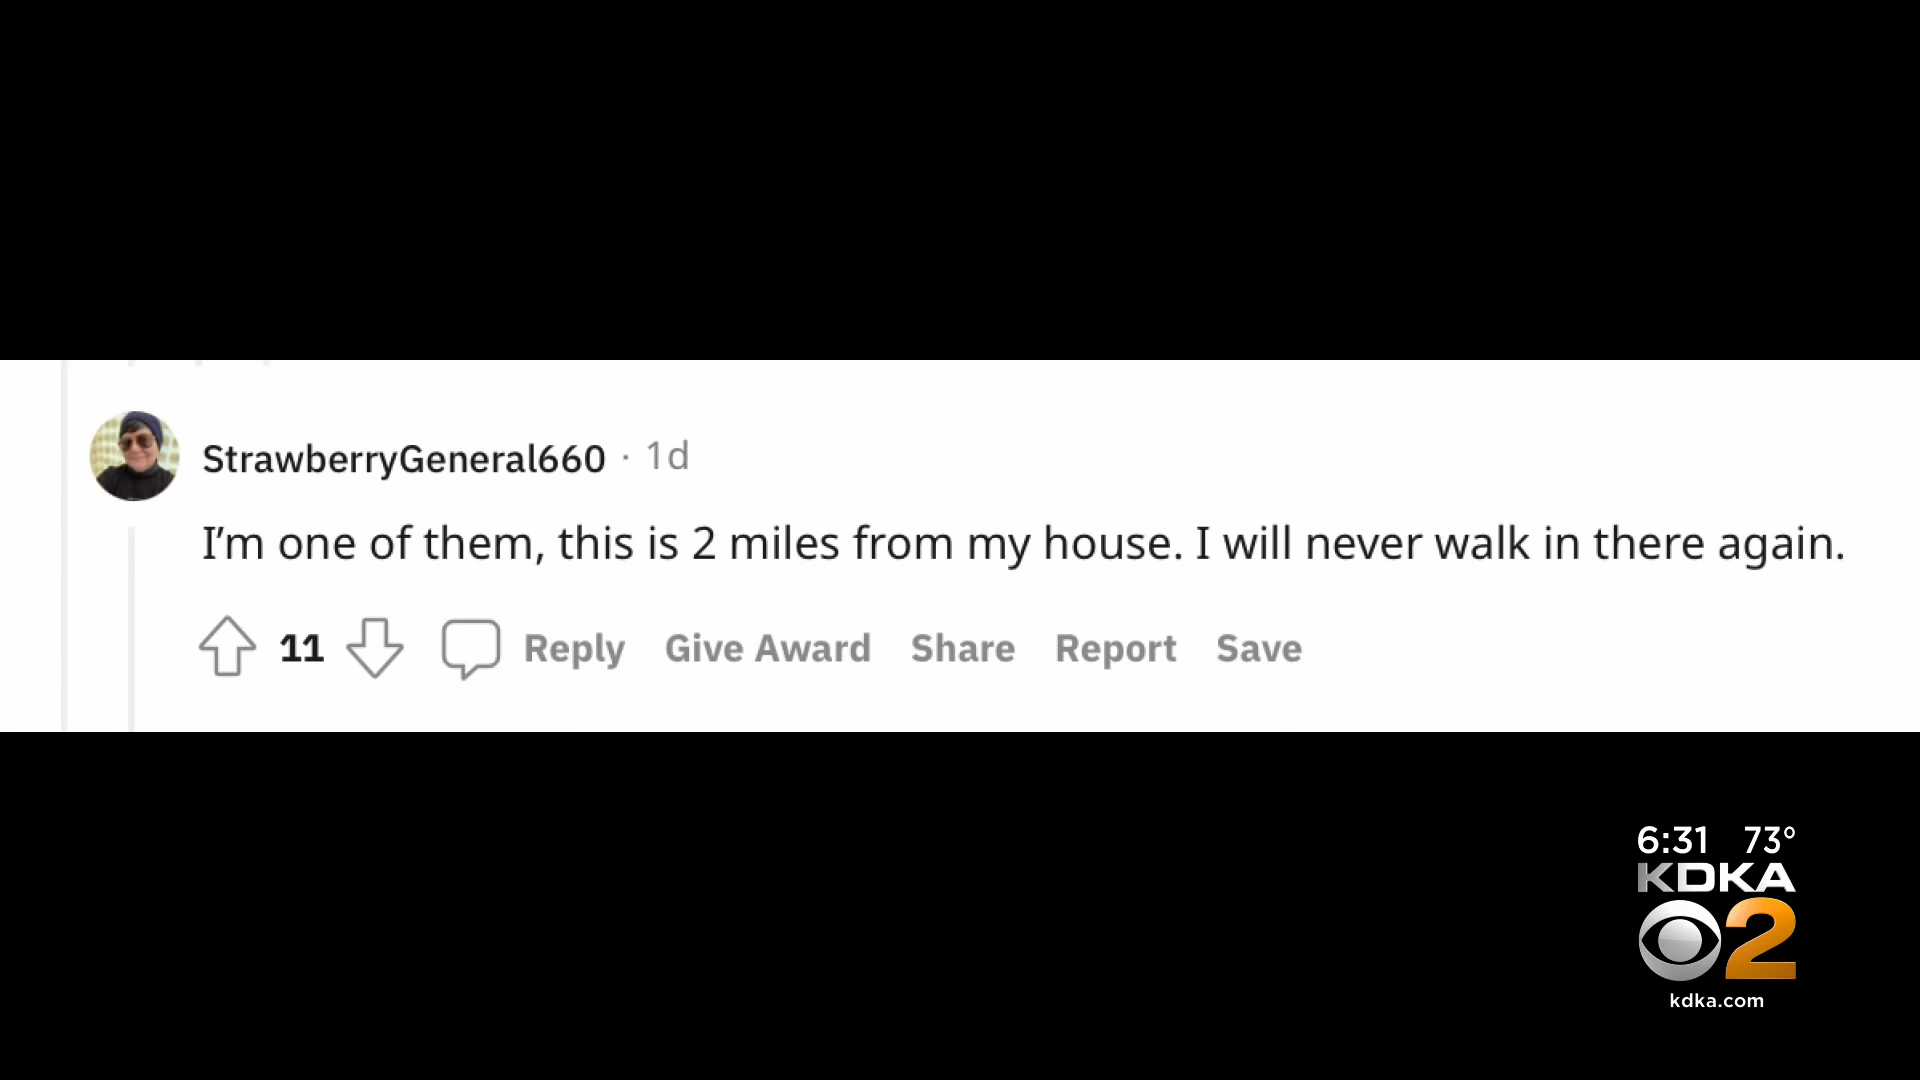 StrawberryGeneral660 · 1d
I’m one of them, this is 2 miles from my house. I will never walk in there again.
11 Reply Give Award Share Report Save
6:31 73°
KDKA
2
kdka.com